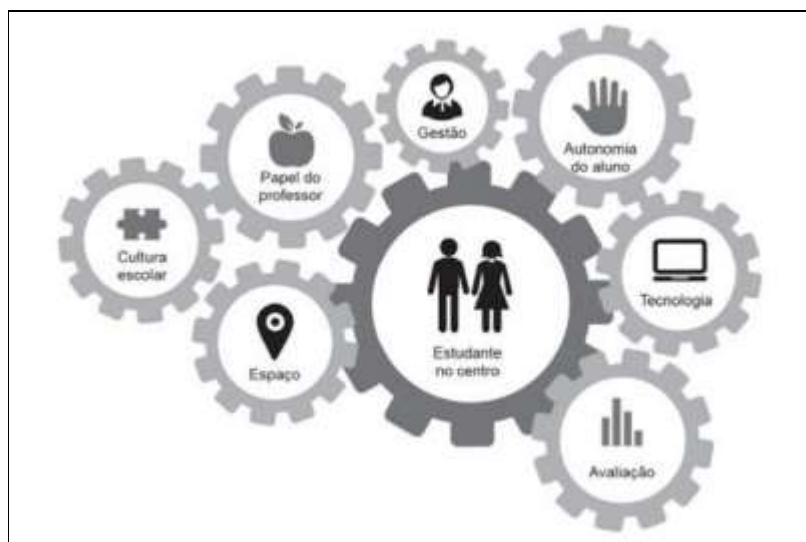 Gestão
Autonomia
do aluno
Papel do
professor
Cultura
escolar
Tecnologia
Espaço
Estudante
no centro
Avaliação